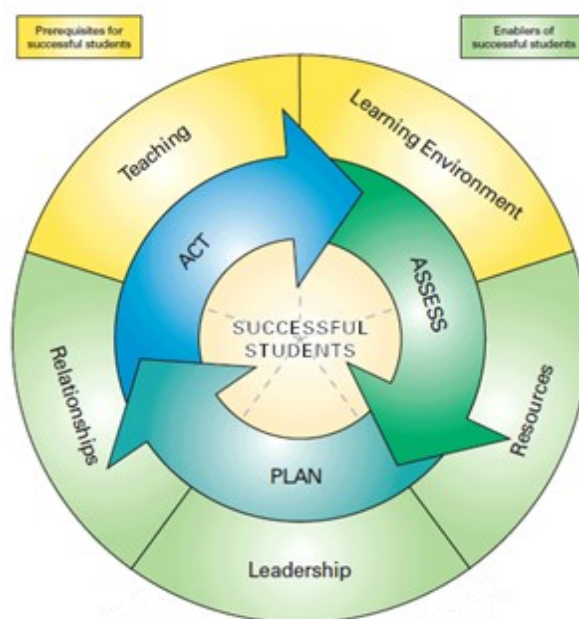 Prerequisites for
successful students
Enablers of
successful students
Teaching
Learning Environment
ACT
ASSESS
SUCCESSFUL
STUDENTS
Relationships
Resources
PLAN
Leadership